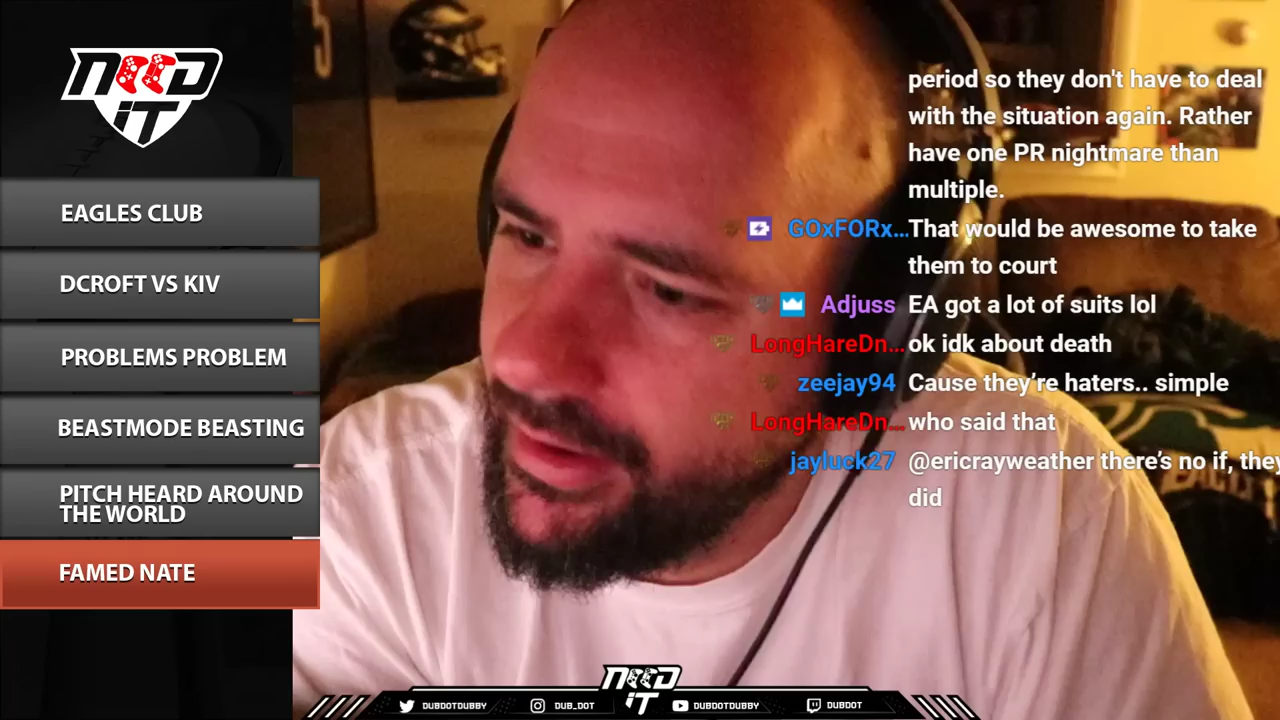 NEED
IT
EAGLES CLUB
DCROFT VS KIV
PROBLEMS PROBLEM
BEASTMODE BEASTING
PITCH HEARD AROUND
THE WORLD
FAMED NATE
period so they don't have to deal
with the situation again. Rather
have one PR nightmare than
multiple.
GOxFORx... That would be awesome to take
them to court
Adjuss EA got a lot of suits lol
LongHareDn... ok idk about death
zeejay94 Cause they're haters.. simple
LongHareDn... who said that
jayluck27 @ericrayweather there's no if, they
did
EAGLES
NEED
IT
DUBDOTDUBBY DUB_DOT DUBDOTDUBBY DUBDOT